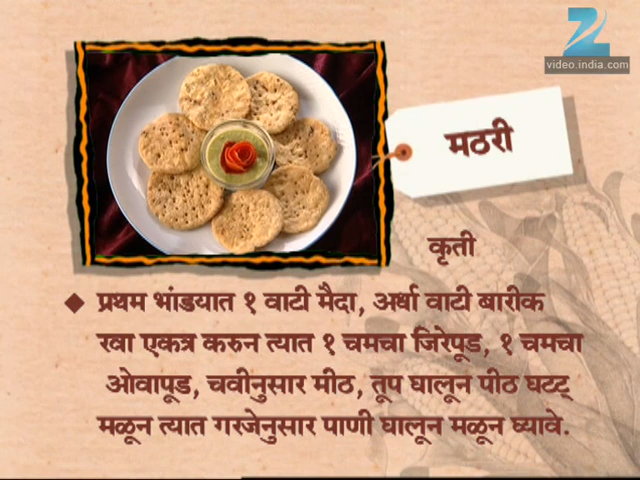 Z
video.india.com
मठरी
कृती
प्रथम भांडयात १ वाटी मैदा, अर्धा वाटी बारीक
रवा एकत्र करुन त्यात १ चमचा जिरेपूड, १ चमचा
ओवापूड, चवीनुसार मीठ, तूप घालून पीठ घटट्
मळून त्यात गरजेनुसार पाणी घालून मळून घ्यावे.